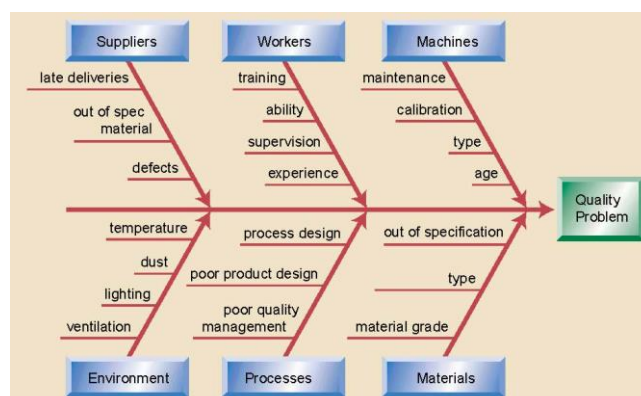 Suppliers
Workers
Machines
late deliveries
out of spec
material
defects
training
ability
supervision
experience
maintenance
calibration
type
age
Quality
Problem
temperature
dust
lighting
ventilation
process design
poor product design
poor quality
management
out of specification
type
material grade
Environment
Processes
Materials